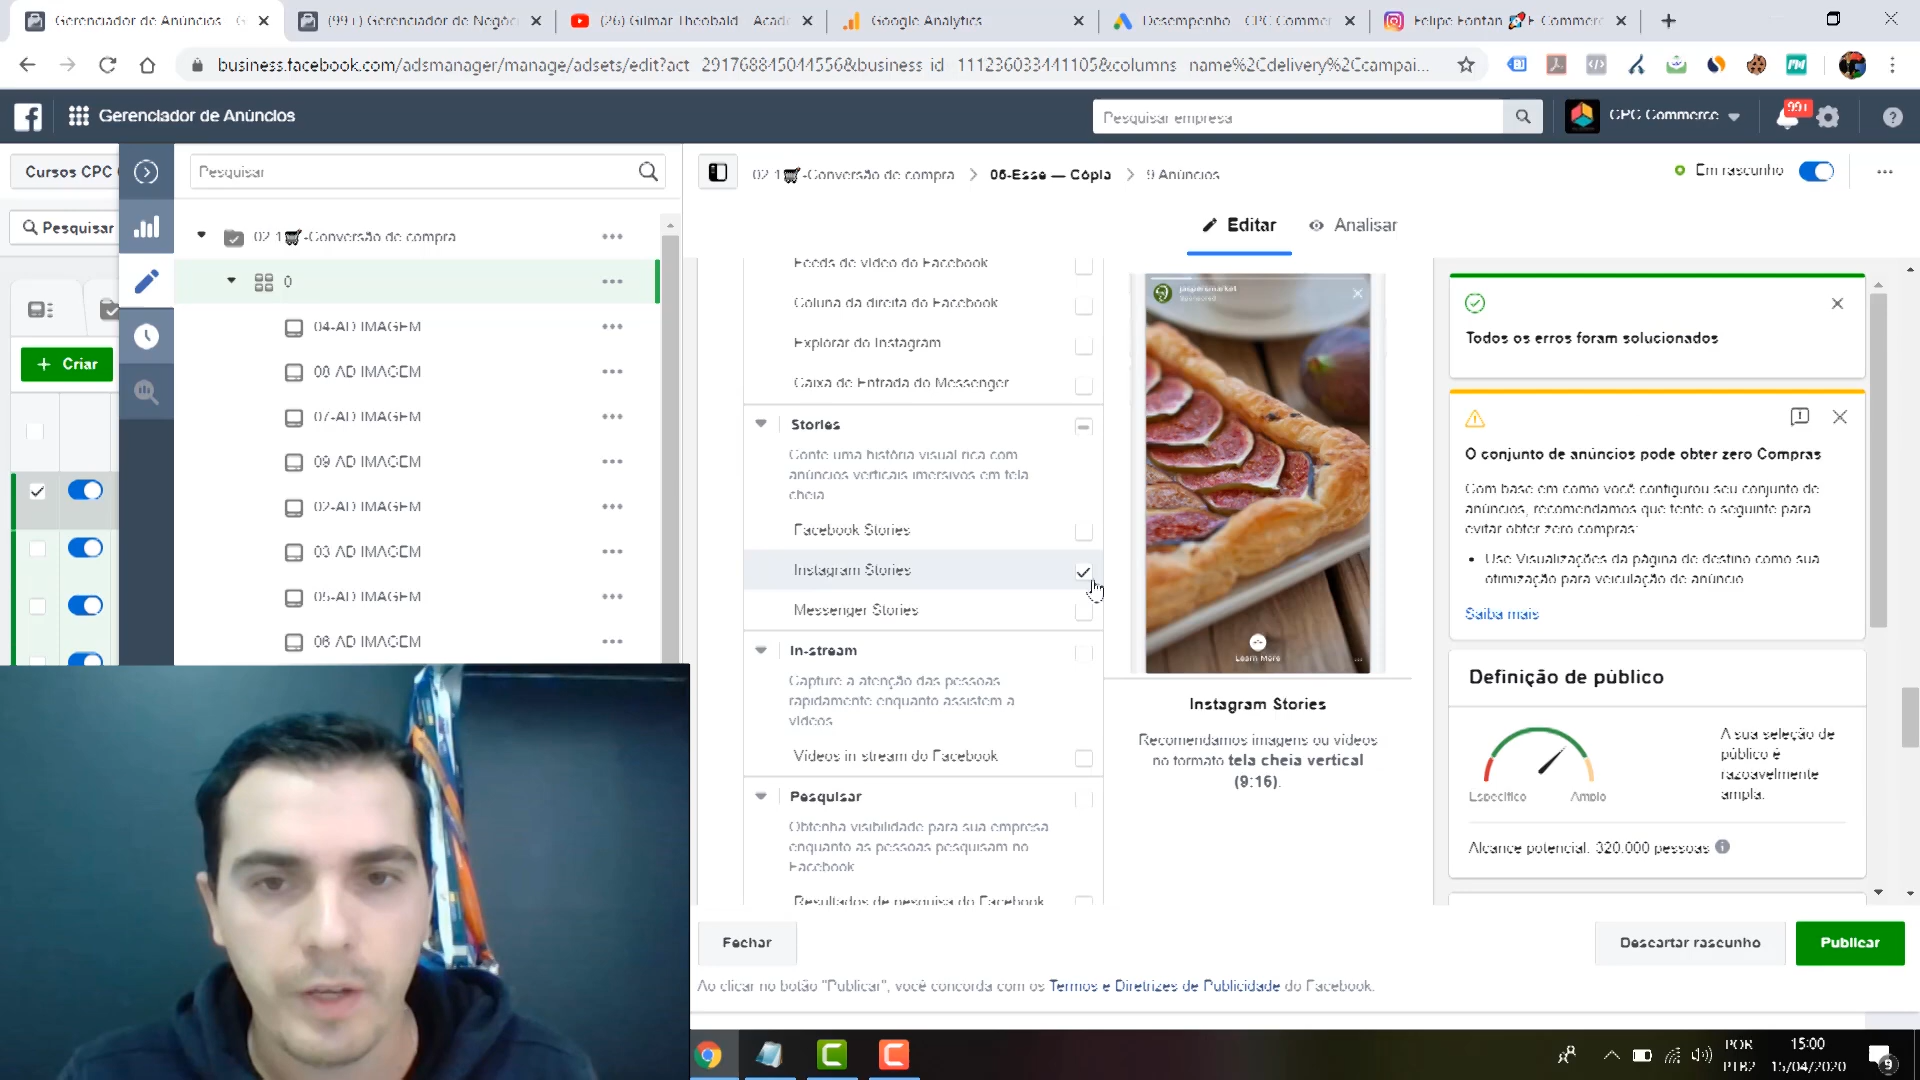 Gerenciador de Anúncios - G
(99+) Gerenciador de Negóci
(26) Gilmar Theobald - Acade
Google Analytics
Desempenho - CPC Commer
Felipe Fontan 🚀 E-Commerc
business.facebook.com/adsmanager/manage/adsets/edit?act_291768845044556&business_id=111236033441105&columns=name%2Cdelivery%2Ccampai...
Gerenciador de Anúncios
Pesquisar empresa
CPC Commerce
99+
Cursos CPC
Pesquisar
02.1🛒-Conversão de compra
06-Esse — Cópia
9 Anúncios
Em rascunho
Pesquisar
Editar
Analisar
Criar
02.1🛒-Conversão de compra
0
04-AD IMAGEM
08-AD IMAGEM
07-AD IMAGEM
09-AD IMAGEM
02-AD IMAGEM
03-AD IMAGEM
05-AD IMAGEM
06-AD IMAGEM
Feeds de vídeo do Facebook
Coluna da direita do Facebook
Explorar do Instagram
Caixa de Entrada do Messenger
Stories
Conte uma história visual rica com
anúncios verticais imersivos em tela
cheia
Facebook Stories
Instagram Stories
Messenger Stories
In-stream
Capture a atenção das pessoas
rapidamente enquanto assistem a
vídeos
Vídeos in-stream do Facebook
Pesquisar
Obtenha visibilidade para sua empresa
enquanto as pessoas pesquisam no
Facebook
Resultados de pesquisa do Facebook
jaspersmarket
Sponsored
Learn More
Instagram Stories
Recomendamos imagens ou vídeos
no formato tela cheia vertical
(9:16).
Todos os erros foram solucionados
O conjunto de anúncios pode obter zero Compras
Com base em como você configurou seu conjunto de
anúncios, recomendamos que tente o seguinte para
evitar obter zero compras:
• Use Visualizações da página de destino como sua
otimização para veiculação de anúncio
Saiba mais
Definição de público
Específico
Amplo
A sua seleção de
público é
razoavelmente
ampla.
Alcance potencial: 320.000 pessoas
Fechar
Descartar rascunho
Publicar
Ao clicar no botão "Publicar", você concorda com os Termos e Diretrizes de Publicidade do Facebook.
POR
PTB2
15:00
15/04/2020
9